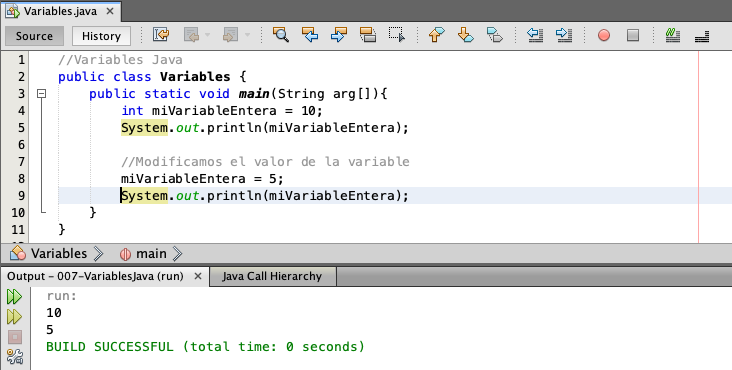 Variables.java
Source History
1 //Variables Java
2 public class Variables {
3 public static void main(String arg[]){
4 int miVariableEntera = 10;
5 System.out.println(miVariableEntera);
6
7 //Modificamos el valor de la variable
8 miVariableEntera = 5;
9 System.out.println(miVariableEntera);
10 }
11 }
Variables main
Output – 007-VariablesJava (run) Java Call Hierarchy
run:
10
5
BUILD SUCCESSFUL (total time: 0 seconds)